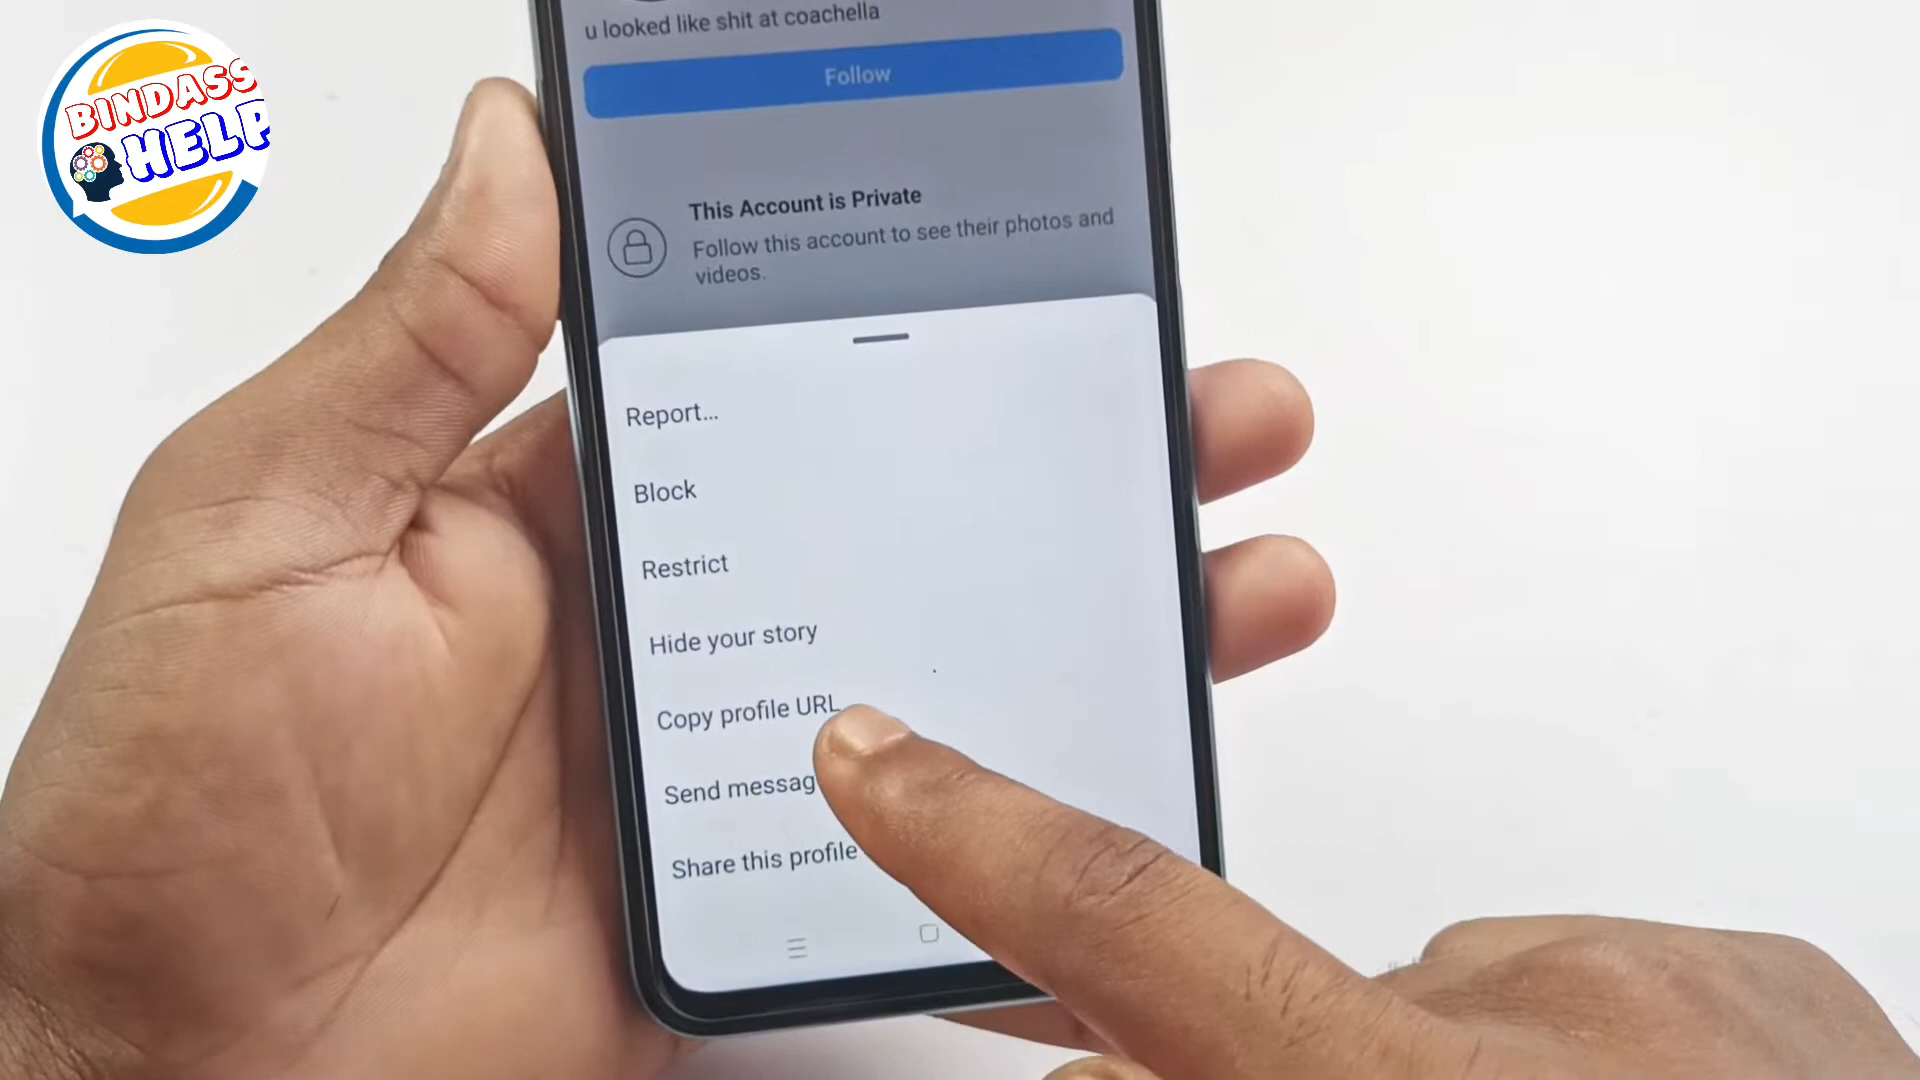 BINDASS
HELP
u looked like shit at coachella
Follow
This Account is Private
Follow this account to see their photos and
videos.
Report...
Block
Restrict
Hide your story
Copy profile URL
Send messag
Share this profile